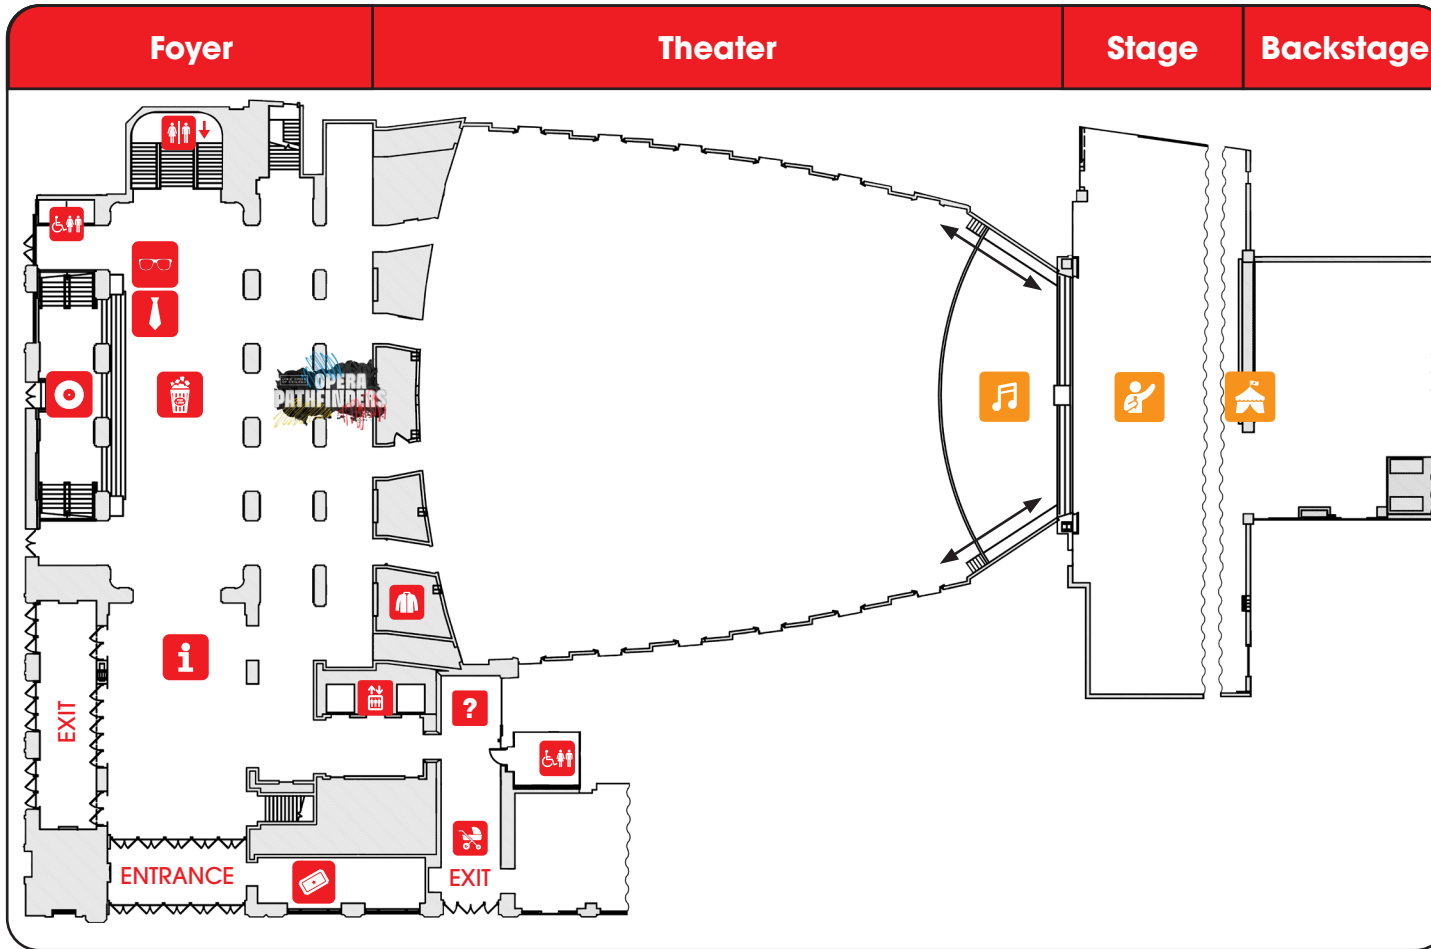 Foyer
Theater
Stage
Backstage
OPERA
PATHFINDERS
i
EXIT
?
ENTRANCE
EXIT